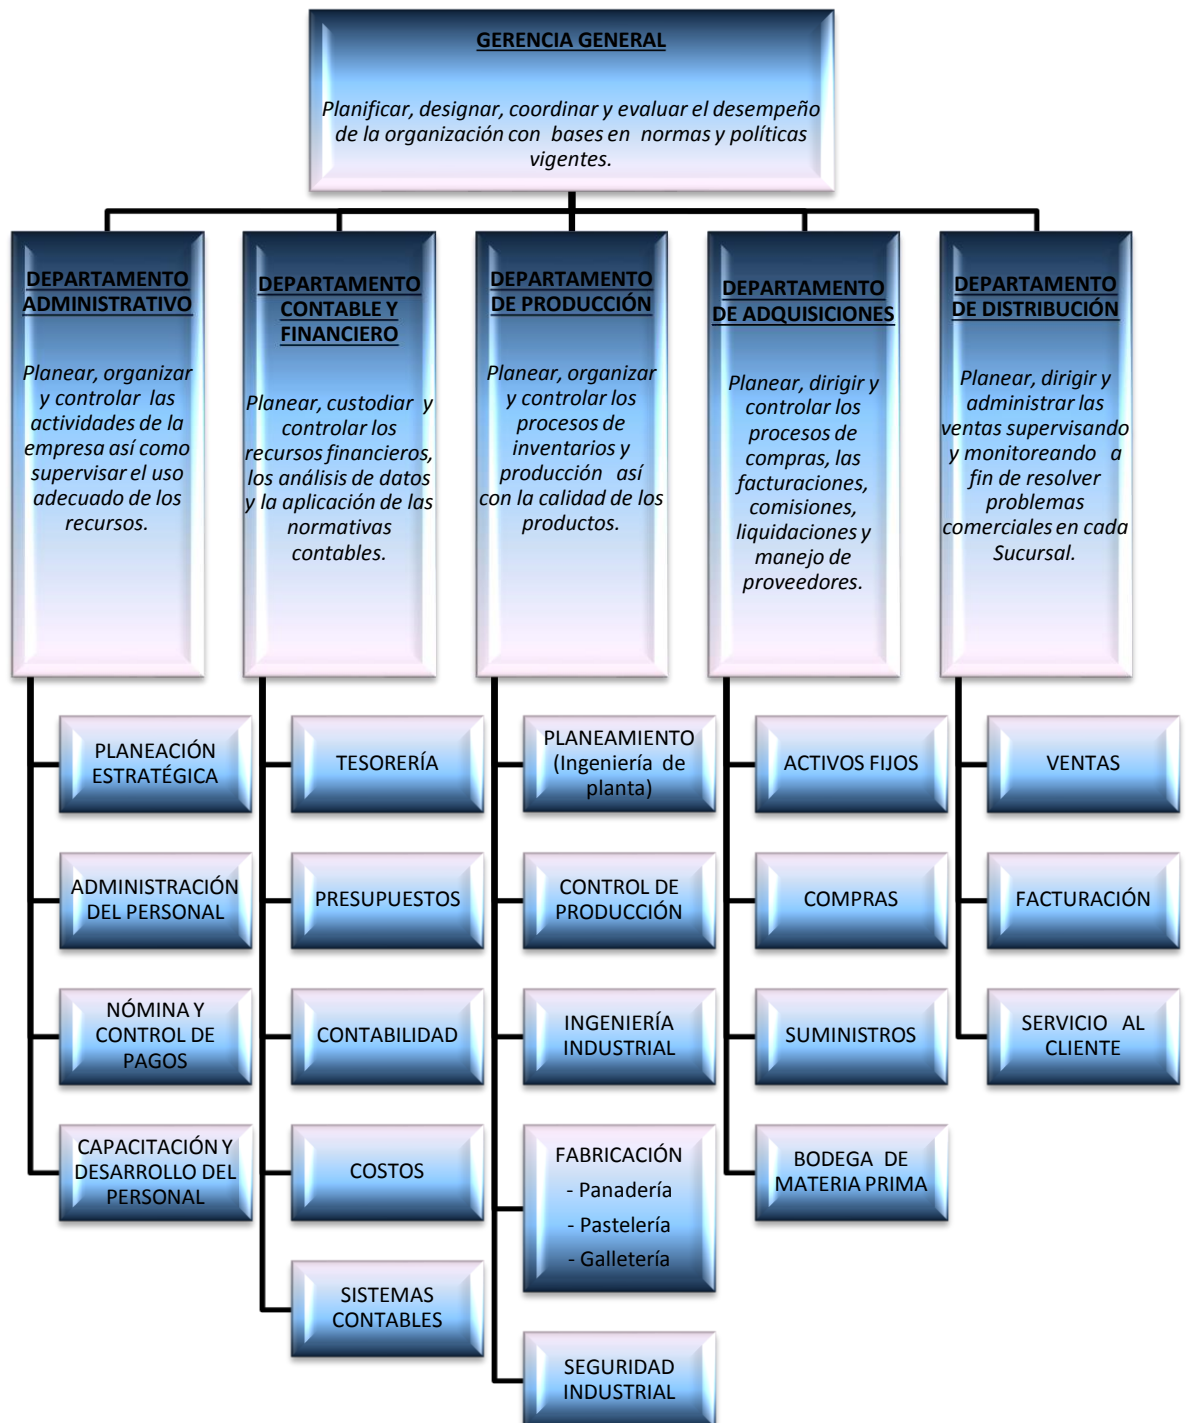 GERENCIA GENERAL
Planificar, designar, coordinar y evaluar el desempeño
de la organización con bases en normas y políticas
vigentes.
DEPARTAMENTO
ADMINISTRATIVO
Planear, organizar
y controlar las
actividades de la
empresa así como
supervisar el uso
adecuado de los
recursos.
DEPARTAMENTO
CONTABLE Y
FINANCIERO
Planear, custodiar y
controlar los
recursos financieros,
los análisis de datos
y la aplicación de las
normativas
contables.
DEPARTAMENTO
DE PRODUCCIÓN
Planear, organizar
y controlar los
procesos de
inventarios y
producción así
con la calidad de los
productos.
DEPARTAMENTO
DE ADQUISICIONES
Planear, dirigir y
controlar los
procesos de
compras, las
facturaciones,
comisiones,
liquidaciones y
manejo de
proveedores.
DEPARTAMENTO
DE DISTRIBUCIÓN
Planear, dirigir y
administrar las
ventas supervisando
y monitoreando a
fin de resolver
problemas
comerciales en cada
Sucursal.
PLANEACIÓN
ESTRATÉGICA
ADMINISTRACIÓN
DEL PERSONAL
NÓMINA Y
CONTROL DE
PAGOS
CAPACITACIÓN Y
DESARROLLO DEL
PERSONAL
TESORERÍA
PRESUPUESTOS
CONTABILIDAD
COSTOS
SISTEMAS
CONTABLES
PLANEAMIENTO
(Ingeniería de
planta)
CONTROL DE
PRODUCCIÓN
INGENIERÍA
INDUSTRIAL
FABRICACIÓN
- Panadería
- Pastelería
- Galletería
SEGURIDAD
INDUSTRIAL
ACTIVOS FIJOS
COMPRAS
SUMINISTROS
BODEGA DE
MATERIA PRIMA
VENTAS
FACTURACIÓN
SERVICIO AL
CLIENTE